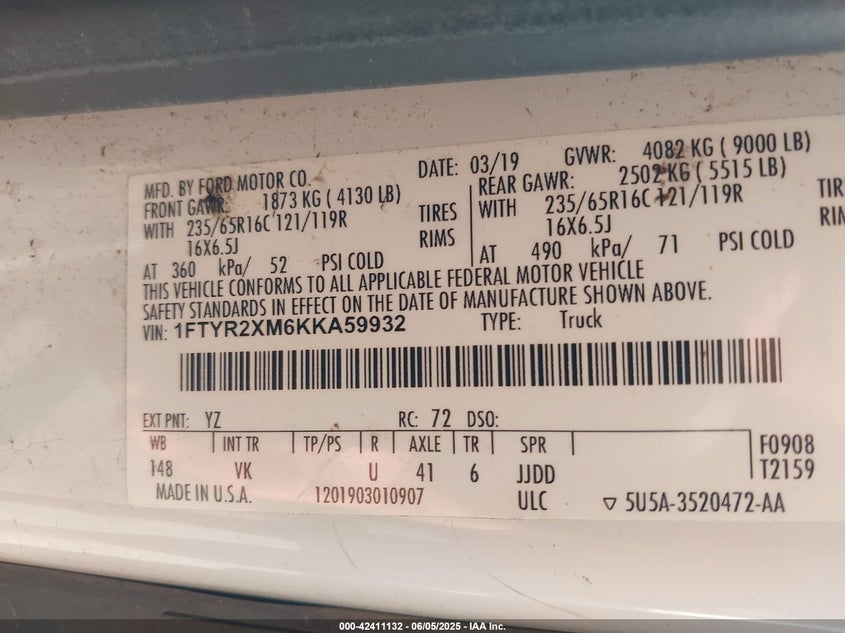 MFD. BY FORD MOTOR CO. DATE: 03/19 GVWR: 4082 KG ( 9000 LB)
FRONT GAWR: 1873 KG ( 4130 LB) REAR GAWR: 2502 KG ( 5515 LB)
WITH 235/65R16C 121/119R TIRES WITH 235/65R16C 121/119R TIR
16X6.5J RIMS 16X6.5J RIM
AT 360 kPa/ 52 PSI COLD AT 490 kPa/ 71 PSI COLD
THIS VEHICLE CONFORMS TO ALL APPLICABLE FEDERAL MOTOR VEHICLE
SAFETY STANDARDS IN EFFECT ON THE DATE OF MANUFACTURE SHOWN ABOVE.
VIN: 1FTYR2XM6KKA59932 TYPE: Truck
EXT PNT: YZ RC: 72 DSO:
WB INT TR TP/PS R AXLE TR SPR F0908
148 VK U 41 6 JJDD T2159
MADE IN U.S.A. 1201903010907 ULC ▽ 5U5A-3520472-AA
000-42411132 - 06/05/2025 - IAA Inc.